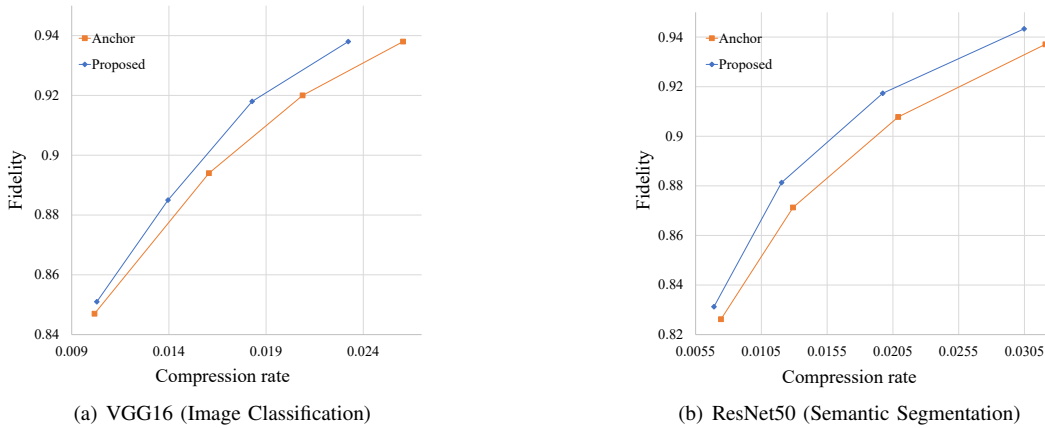 0.94
0.92
0.9
0.88
0.86
0.84
0.009
0.014
0.019
0.024
Fidelity
Compression rate
Anchor
Proposed
(a) VGG16 (Image Classification)
0.94
0.92
0.9
0.88
0.86
0.84
0.82
0.0055
0.0105
0.0155
0.0205
0.0255
0.0305
Fidelity
Compression rate
Anchor
Proposed
(b) ResNet50 (Semantic Segmentation)